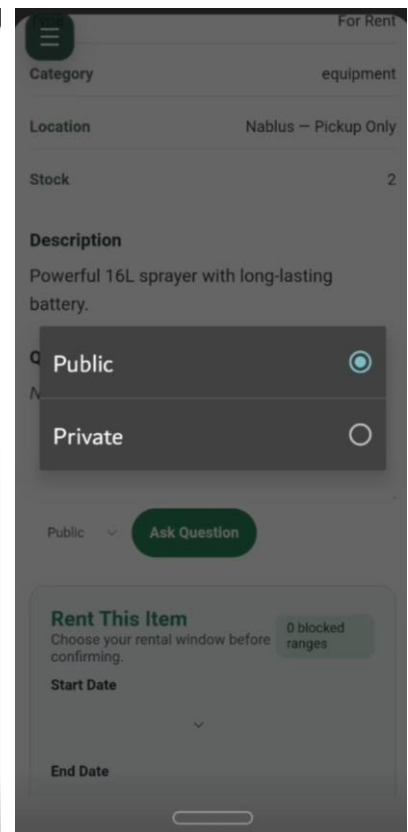 For Rent
Category equipment
Location Nablus — Pickup Only
Stock 2
Description
Powerful 16L sprayer with long-lasting
battery.
Public
Private
Public
Ask Question
Rent This Item
Choose your rental window before
confirming.
0 blocked
ranges
Start Date
End Date